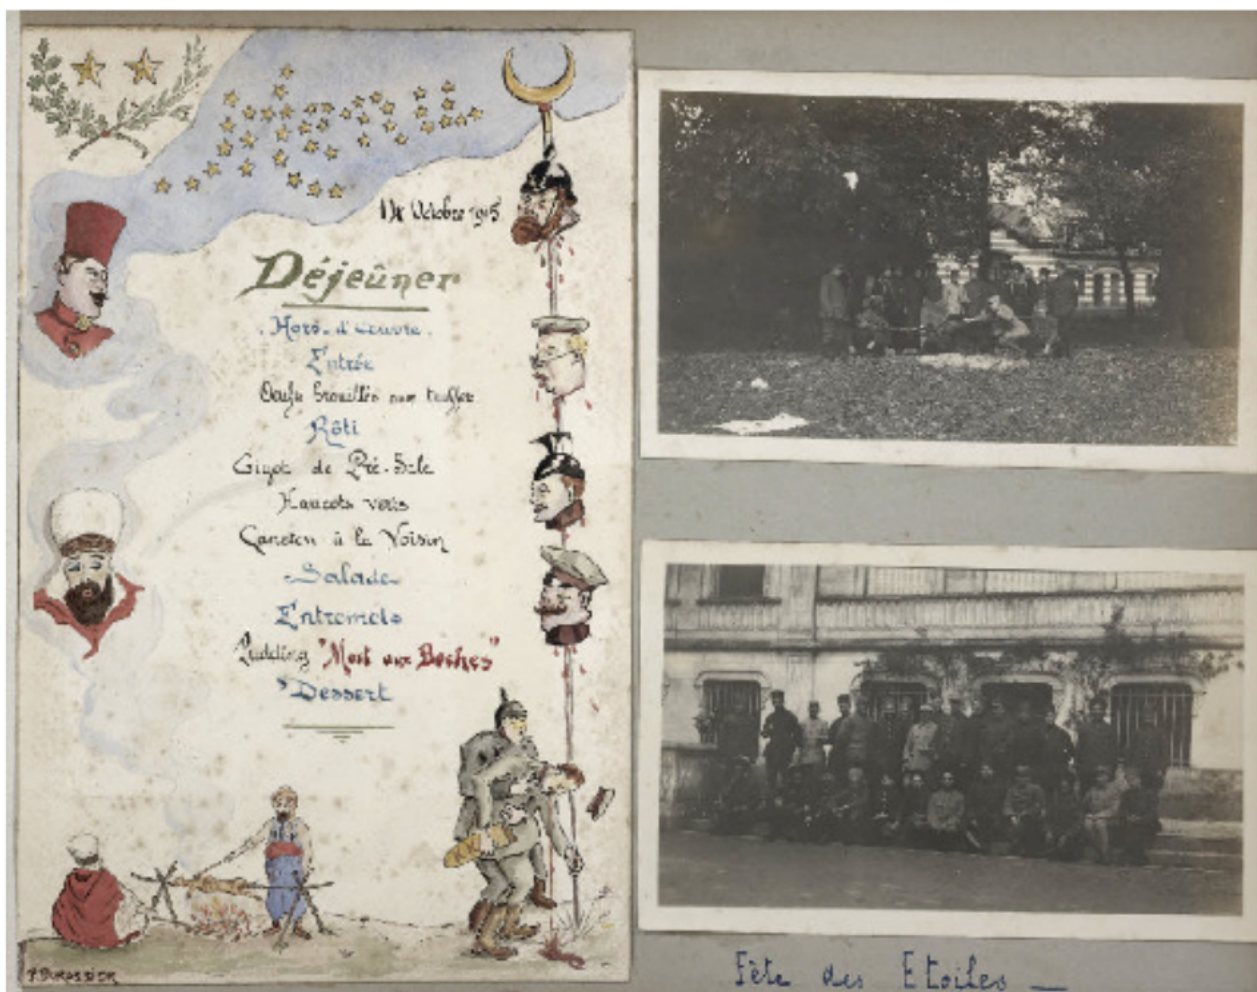 14 Octobre 1915
Déjeûner
Hors-d'œuvre.
Entrée
Oeufs brouillés aux truffes
Rôti
Gigot de Pré-Salé
Haricots verts
Caneton à la Voisin
Salade
Entremets
Pudding "Mort aux Boches"
Dessert
Fête des Etoiles —